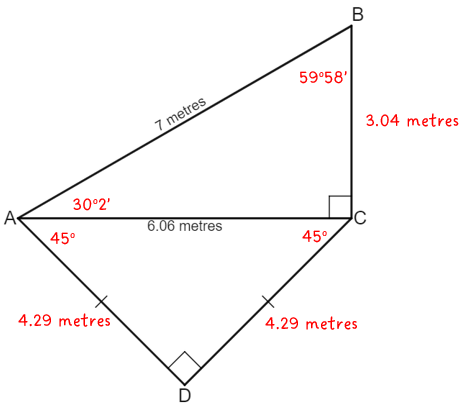 B
59°58'
7 metres
3.04 metres
30°2'
A
6.06 metres
C
45°
45°
4.29 metres
4.29 metres
D